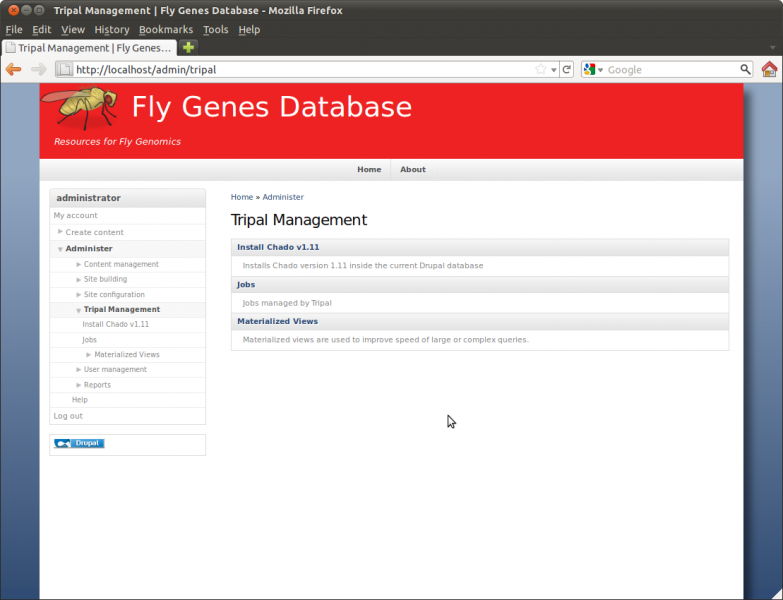 Tripal Management | Fly Genes Database - Mozilla Firefox
File Edit View History Bookmarks Tools Help
Tripal Management | Fly Genes...
http://localhost/admin/tripal
Google
Fly Genes Database
Resources for Fly Genomics
Home About
administrator
My account
Create content
Administer
Content management
Site building
Site configuration
Tripal Management
Install Chado v1.11
Jobs
Materialized Views
User management
Reports
Help
Log out
Drupal
Home » Administer
Tripal Management
Install Chado v1.11
Installs Chado version 1.11 inside the current Drupal database
Jobs
Jobs managed by Tripal
Materialized Views
Materialized views are used to improve speed of large or complex queries.